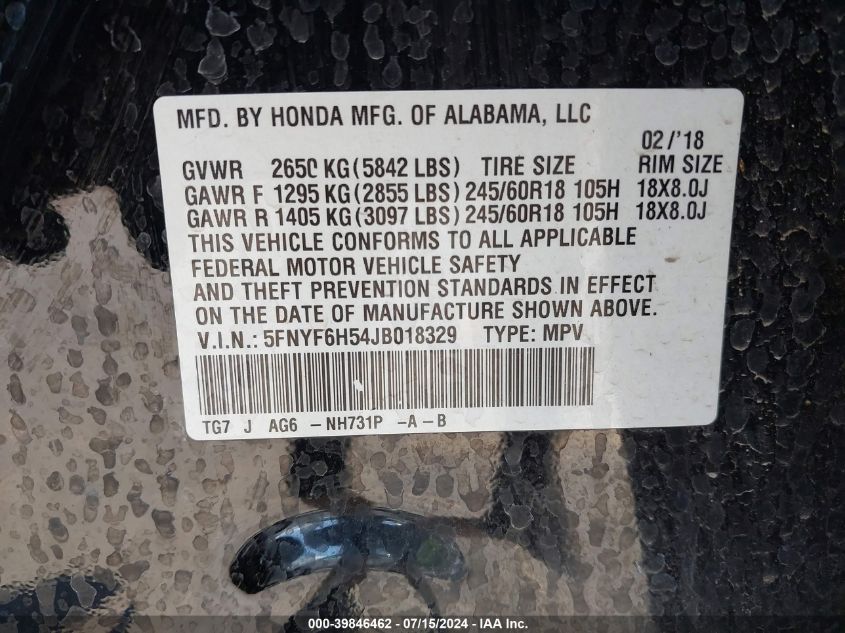 MFD. BY HONDA MFG. OF ALABAMA, LLC
02/'18
GVWR 2650 KG (5842 LBS) TIRE SIZE RIM SIZE
GAWR F 1295 KG (2855 LBS) 245/60R18 105H 18X8.0J
GAWR R 1405 KG (3097 LBS) 245/60R18 105H 18X8.0J
THIS VEHICLE CONFORMS TO ALL APPLICABLE
FEDERAL MOTOR VEHICLE SAFETY
AND THEFT PREVENTION STANDARDS IN EFFECT
ON THE DATE OF MANUFACTURE SHOWN ABOVE.
V.I.N.: 5FNYF6H54JB018329 TYPE: MPV
TG7 J AG6 -NH731P -A-B
000-39846462 - 07/15/2024 - IAA Inc.